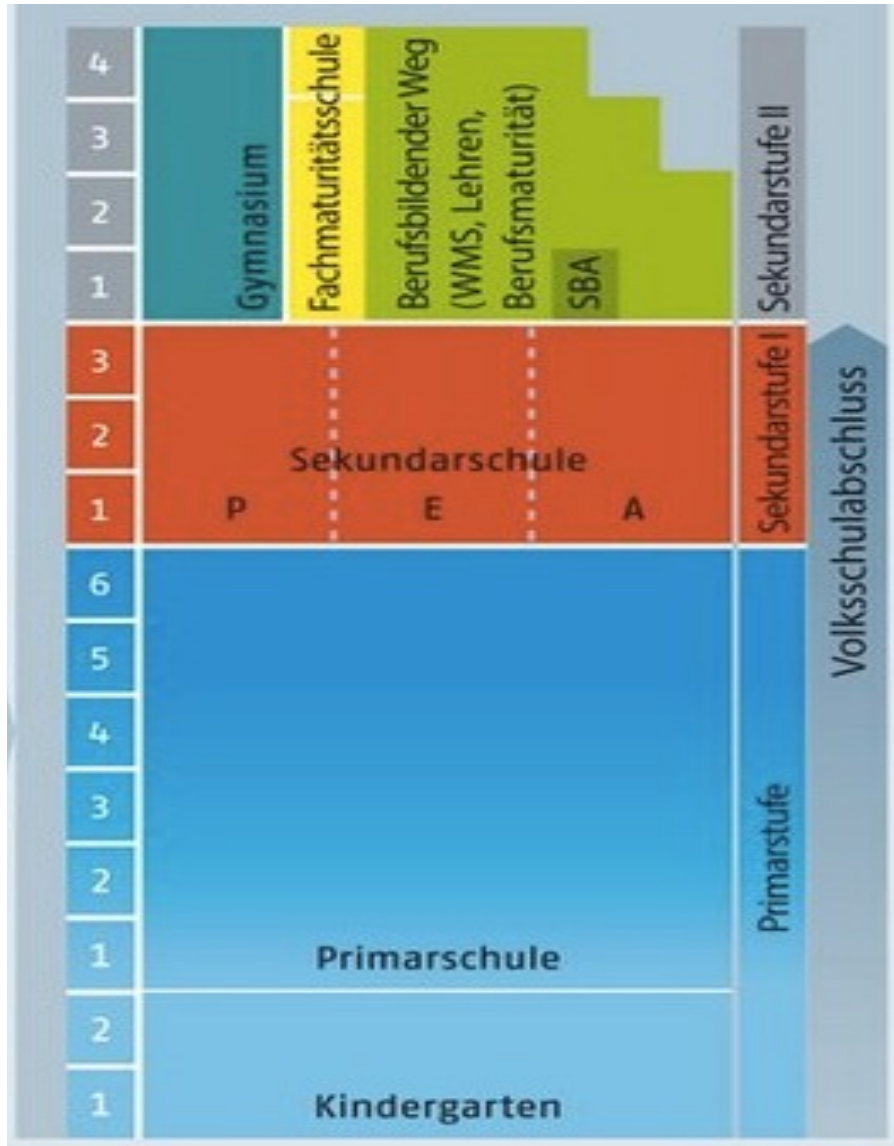 4
3
2
1
Gymnasium
Fachmaturitätsschule
Berufsbildender Weg
(WMS, Lehren,
Berufsmaturität)
SBA
Sekundarstufe II
3
2
1
Sekundarschule
P E A
Sekundarstufe I
Volksschulabschluss
6
5
4
3
2
1
Primarschule
Primarstufe
2
1
Kindergarten